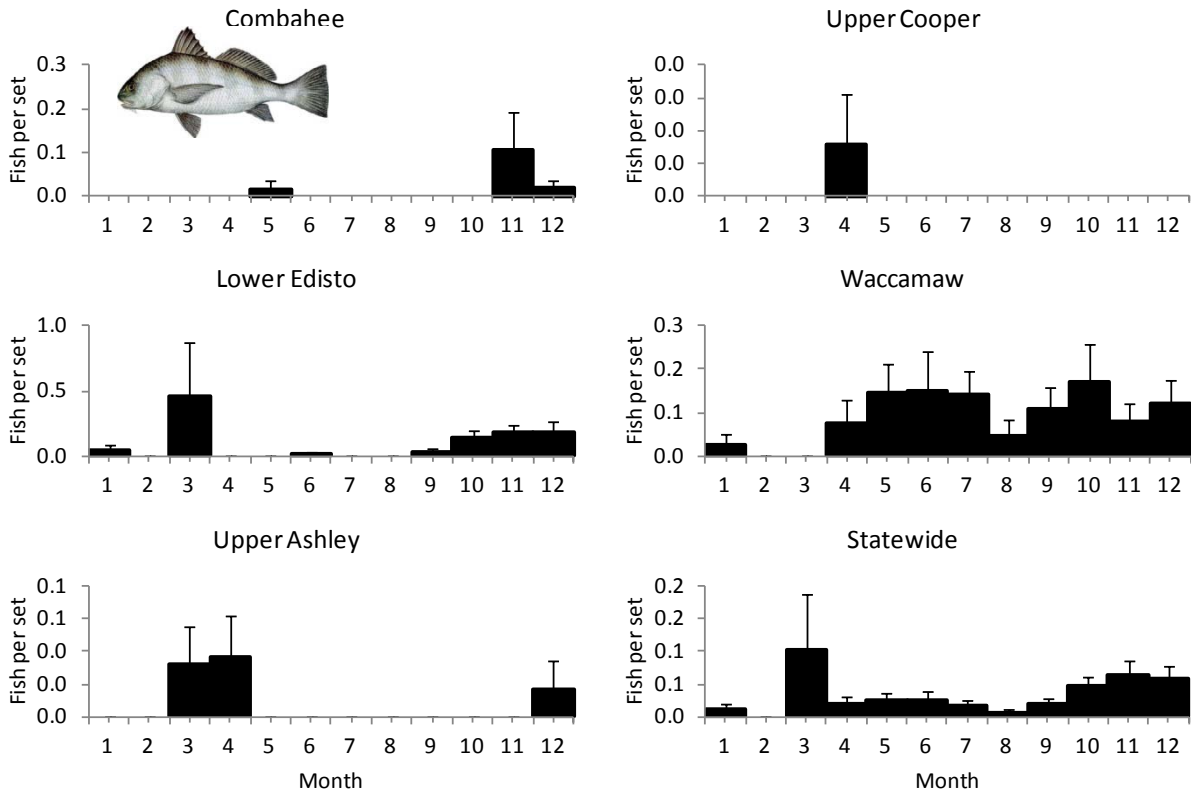 Combahee
Fish per set
0.3
0.2
0.1
0.0
1 2 3 4 5 6 7 8 9 10 11 12
Upper Cooper
Fish per set
0.0
0.0
0.0
0.0
0.0
1 2 3 4 5 6 7 8 9 10 11 12
Lower Edisto
Fish per set
1.0
0.5
0.0
1 2 3 4 5 6 7 8 9 10 11 12
Waccamaw
Fish per set
0.3
0.2
0.1
0.0
1 2 3 4 5 6 7 8 9 10 11 12
Upper Ashley
Fish per set
0.1
0.1
0.0
0.0
0.0
1 2 3 4 5 6 7 8 9 10 11 12
Month
Statewide
Fish per set
0.2
0.2
0.1
0.1
0.0
1 2 3 4 5 6 7 8 9 10 11 12
Month